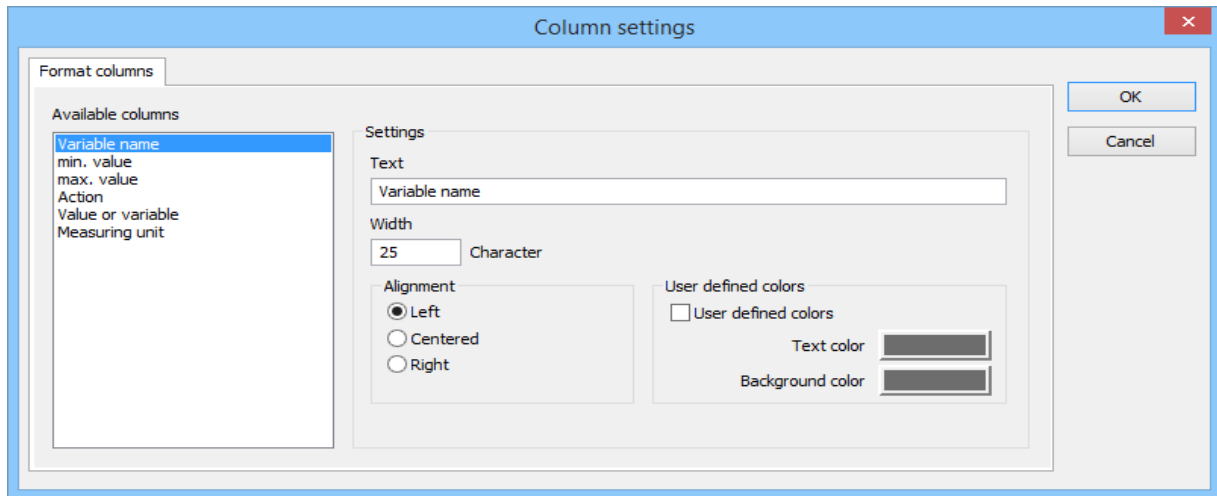 Column settings
Format columns
OK
Cancel
Available columns
Variable name
min. value
max. value
Action
Value or variable
Measuring unit
Settings
Text
Variable name
Width
25 Character
Alignment
Left
Centered
Right
User defined colors
User defined colors
Text color
Background color